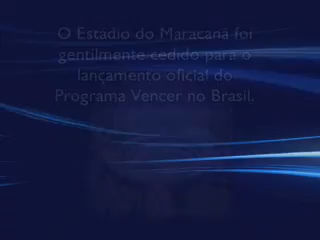 O Estadio do Maracanã foi
gentilmente cedido para o
lançamento oficial do
Programa Vencer no Brasil.